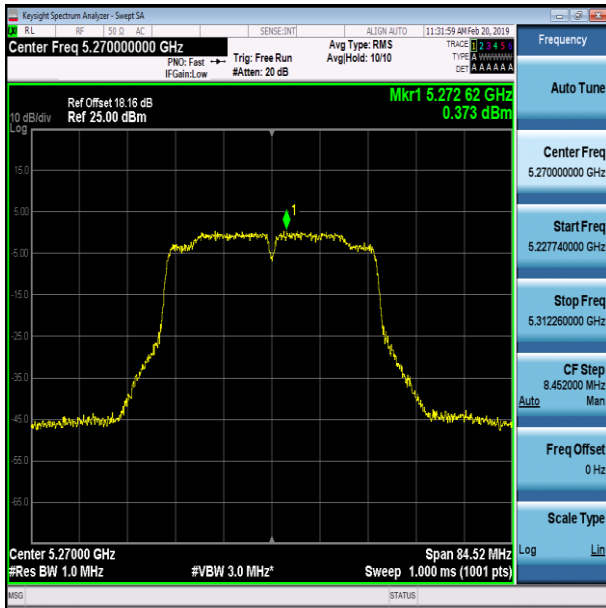 Keysight Spectrum Analyzer - Swept SA
RL RF 50 Ω AC SENSE:INT ALIGN AUTO 11:31:59 AM Feb 20, 2019
Center Freq 5.270000000 GHz
PNO: Fast
IFGain:Low
Trig: Free Run
#Atten: 20 dB
Avg Type: RMS
Avg|Hold: 10/10
TRACE 1 2 3 4 5 6
TYPE A WWWWW
DET A A A A A A
Frequency
Auto Tune
Center Freq
5.270000000 GHz
Start Freq
5.227740000 GHz
Stop Freq
5.312260000 GHz
CF Step
8.452000 MHz
Auto Man
Freq Offset
0 Hz
Scale Type
Log Lin
Mkr1 5.272 62 GHz
0.373 dBm
Ref Offset 18.16 dB
10 dB/div Ref 25.00 dBm
Log
15.0
5.00
-5.00
-15.0
-25.0
-35.0
-45.0
-55.0
-65.0
1
Center 5.27000 GHz Span 84.52 MHz
#Res BW 1.0 MHz #VBW 3.0 MHz* Sweep 1.000 ms (1001 pts)
MSG STATUS